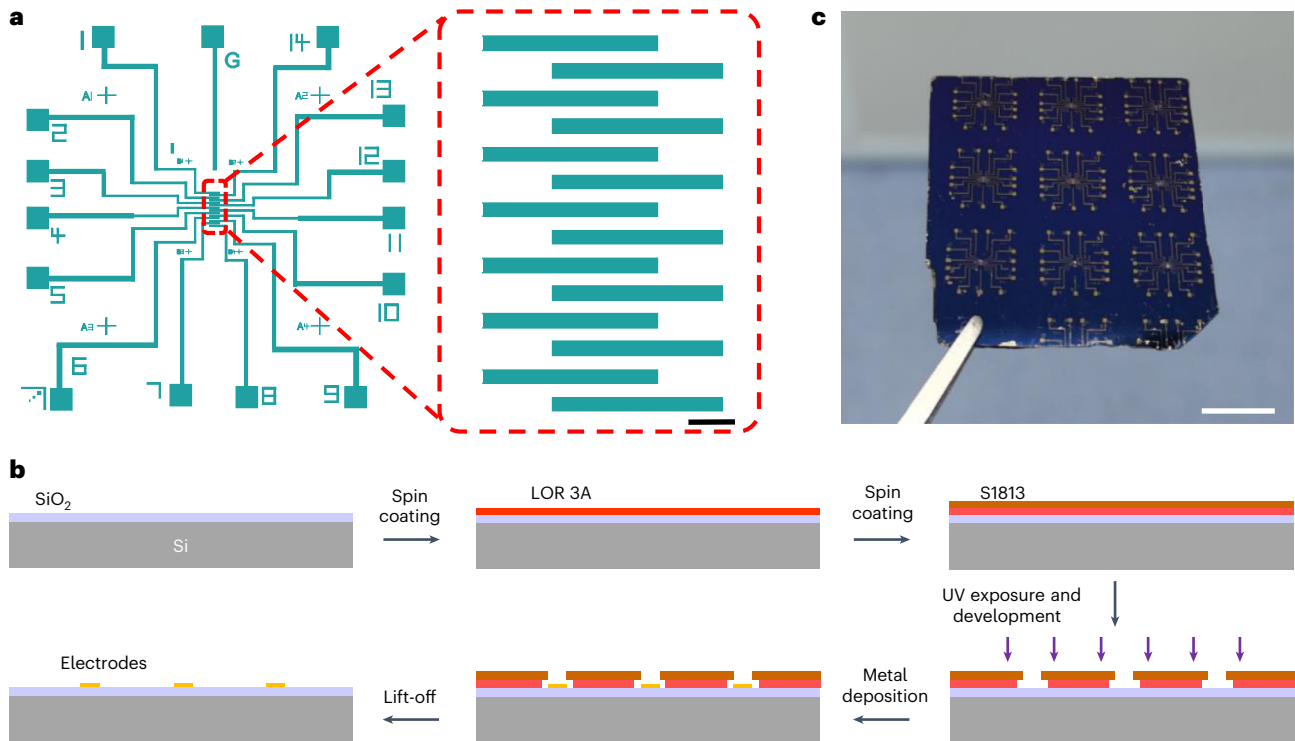 a
c
1
G
14
A1
A2
13
2
1
12
3
4
11
5
10
A3
A4
6
7
8
9
b
SiO2
Spin
coating
LOR 3A
Spin
coating
S1813
Si
UV exposure and
development
Electrodes
Lift-off
Metal
deposition